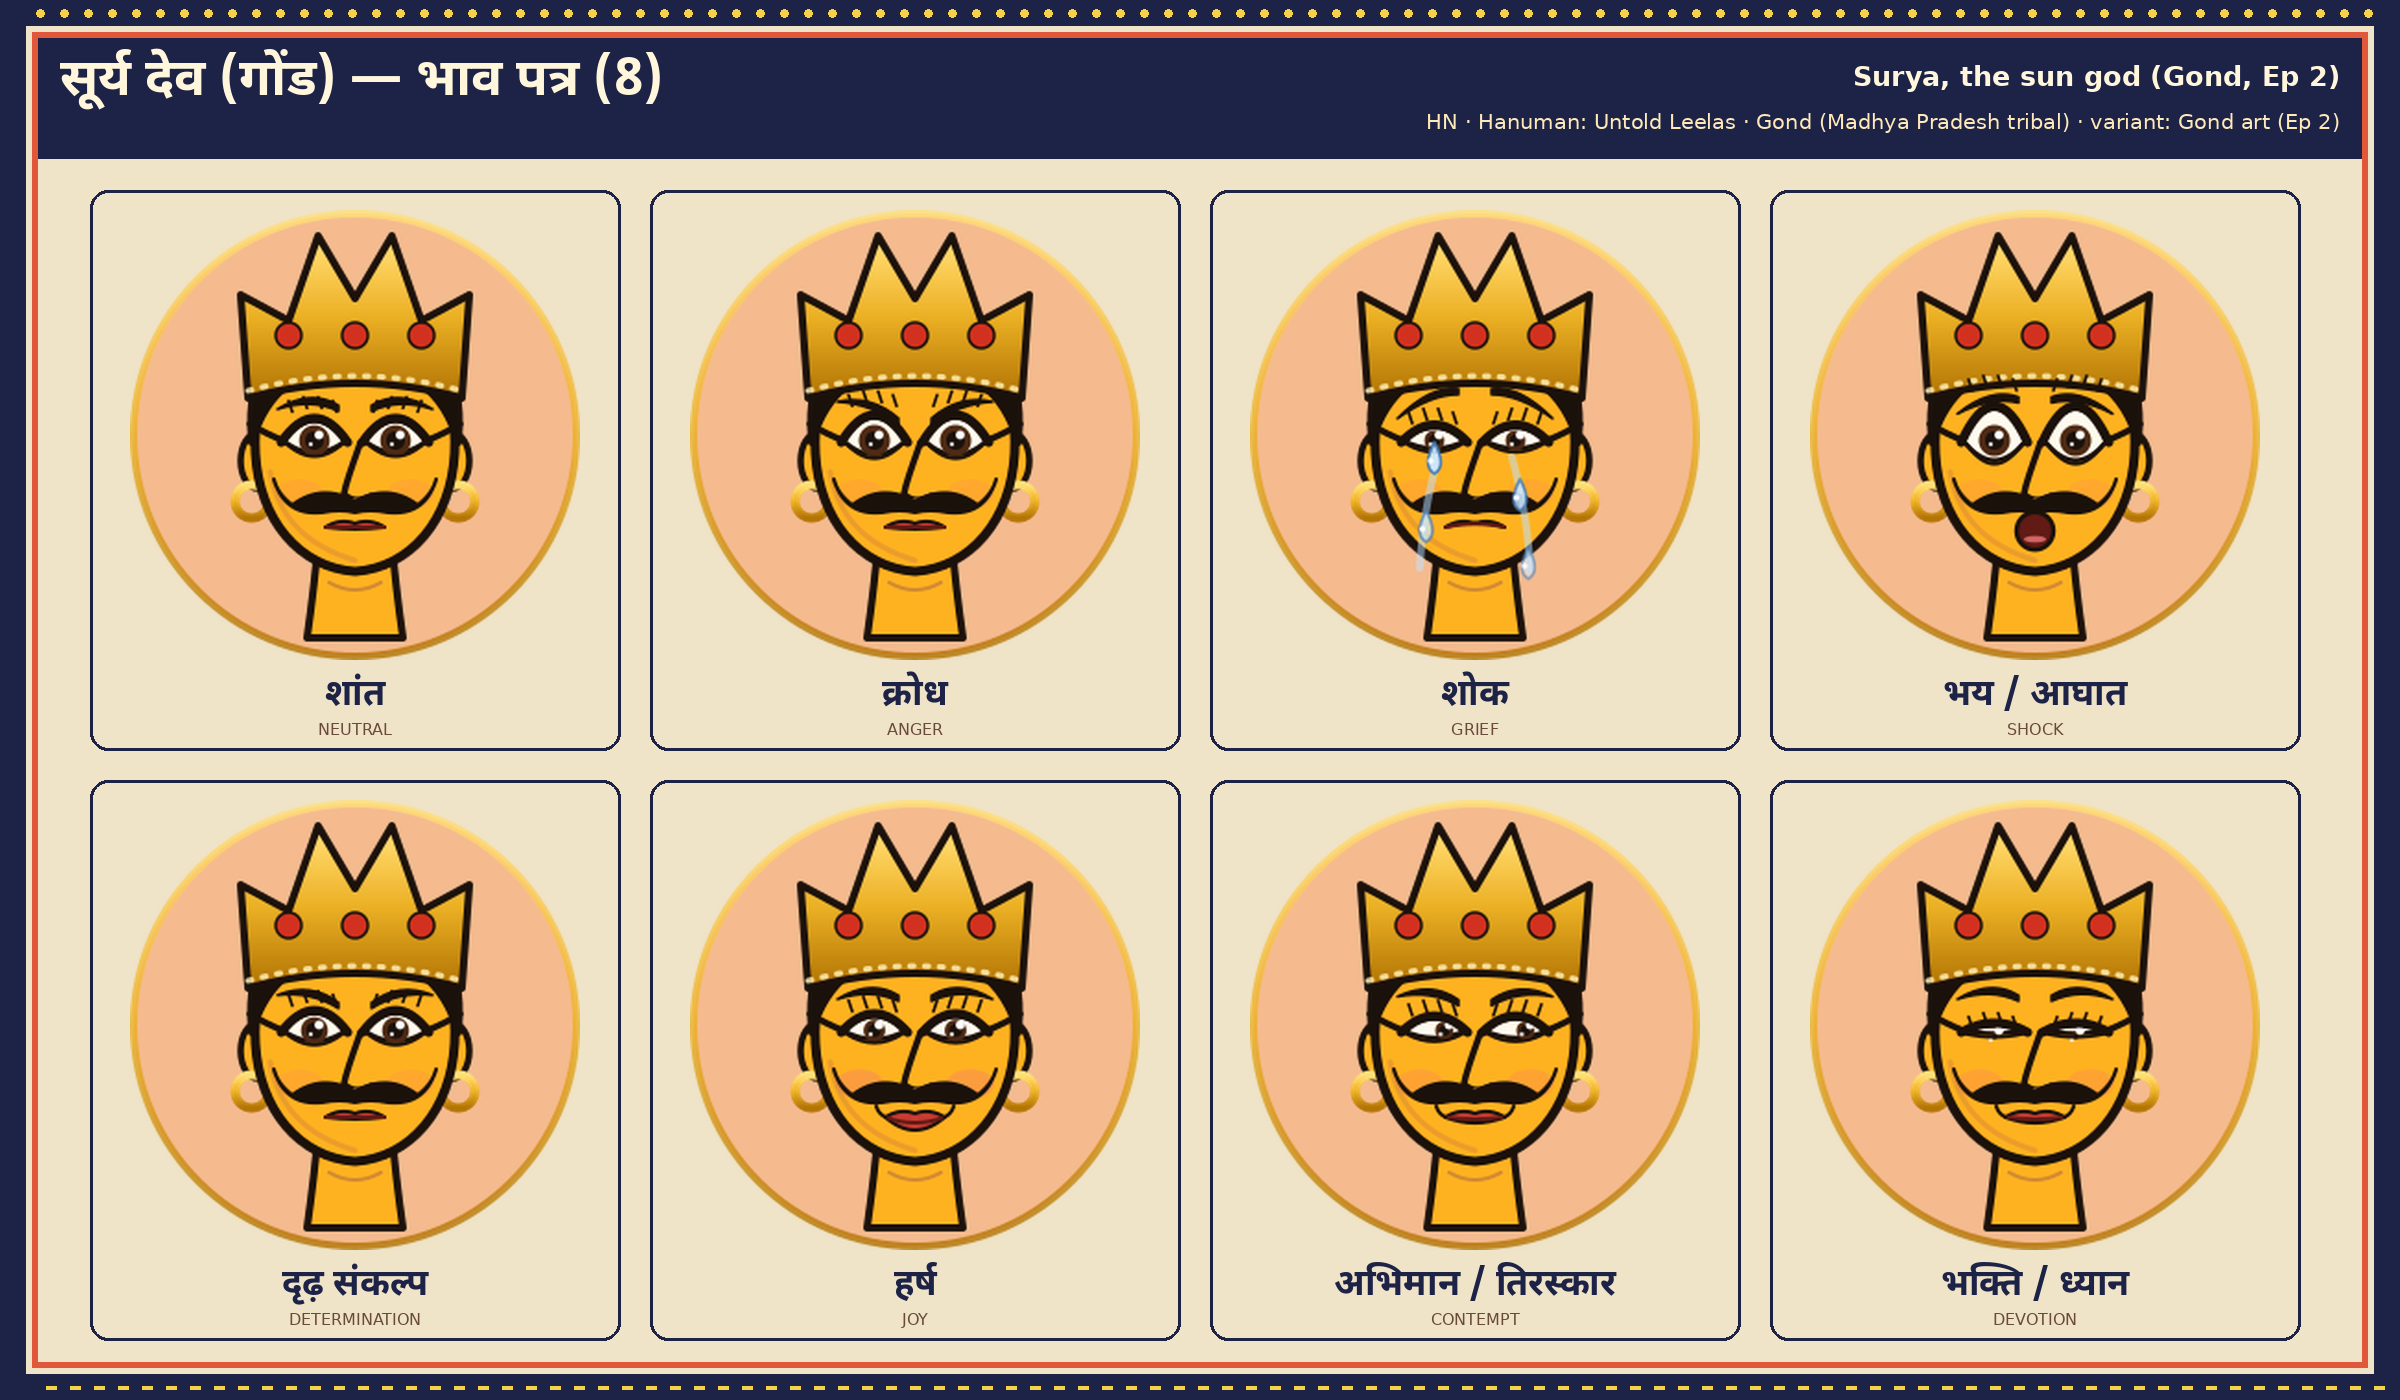 सूर्य देव (गोंड) — भाव पत्र (8)
Surya, the sun god (Gond, Ep 2)
HN · Hanuman: Untold Leelas · Gond (Madhya Pradesh tribal) · variant: Gond art (Ep 2)
शांत
NEUTRAL
क्रोध
ANGER
शोक
GRIEF
भय / आघात
SHOCK
दृढ़ संकल्प
DETERMINATION
हर्ष
JOY
अभिमान / तिरस्कार
CONTEMPT
भक्ति / ध्यान
DEVOTION